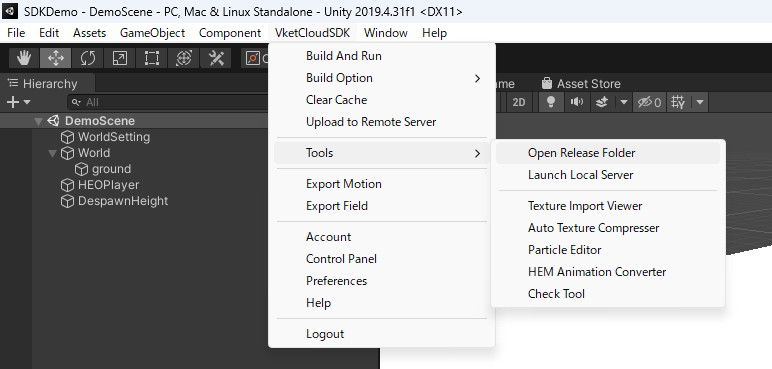 SDKDemo - DemoScene - PC, Mac & Linux Standalone - Unity 2019.4.31f1 <DX11>
File Edit Assets GameObject Component VketCloudSDK Window Help
Hierarchy
All
DemoScene
WorldSetting
World
ground
HEOPlayer
DespawnHeight
Build And Run
Build Option
Clear Cache
Upload to Remote Server
Tools
Export Motion
Export Field
Account
Control Panel
Preferences
Help
Logout
Asset Store
2D
0
Open Release Folder
Launch Local Server
Texture Import Viewer
Auto Texture Compresser
Particle Editor
HEM Animation Converter
Check Tool